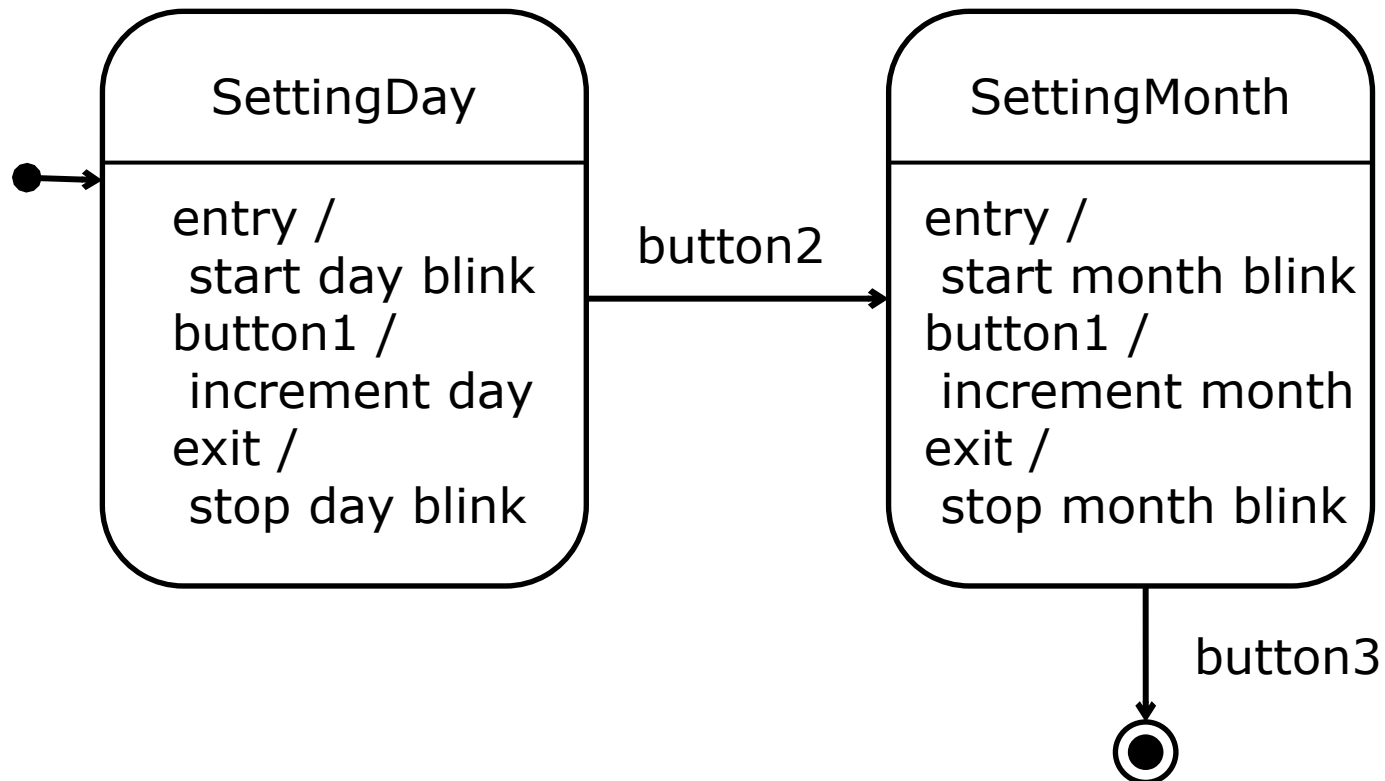 SettingDay
entry /
start day blink
button1 /
increment day
exit /
stop day blink
button2
SettingMonth
entry /
start month blink
button1 /
increment month
exit /
stop month blink
button3